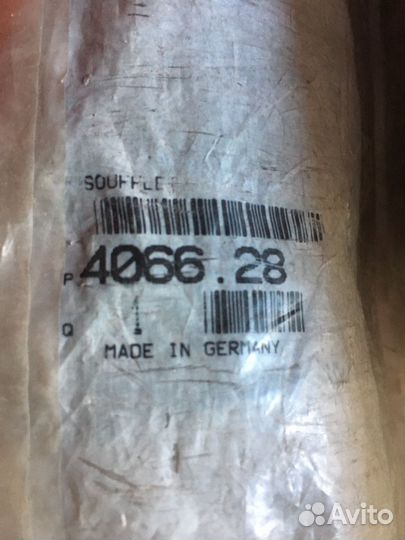 SOUFFLET
P 4066.28
Q 1
MADE IN GERMANY
Avito